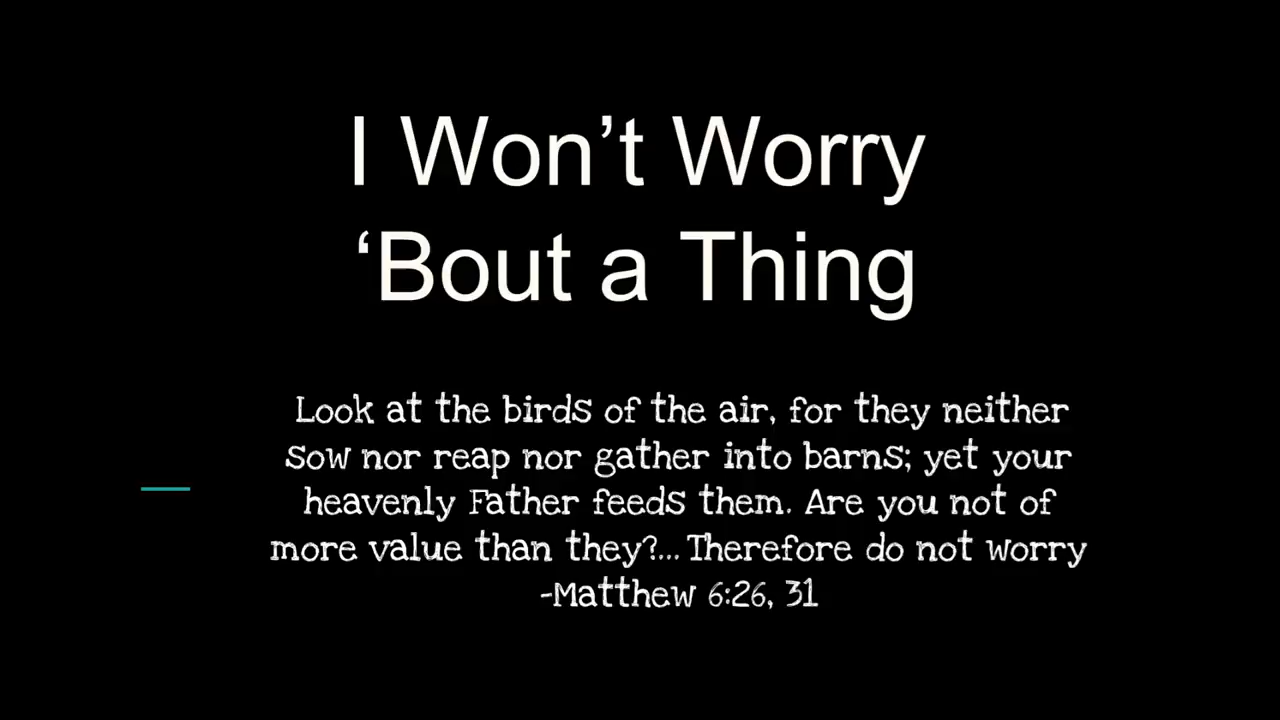 I Won’t Worry
‘Bout a Thing
Look at the birds of the air, for they neither
sow nor reap nor gather into barns; yet your
heavenly Father feeds them. Are you not of
more value than they?... Therefore do not worry
-Matthew 6:26, 31